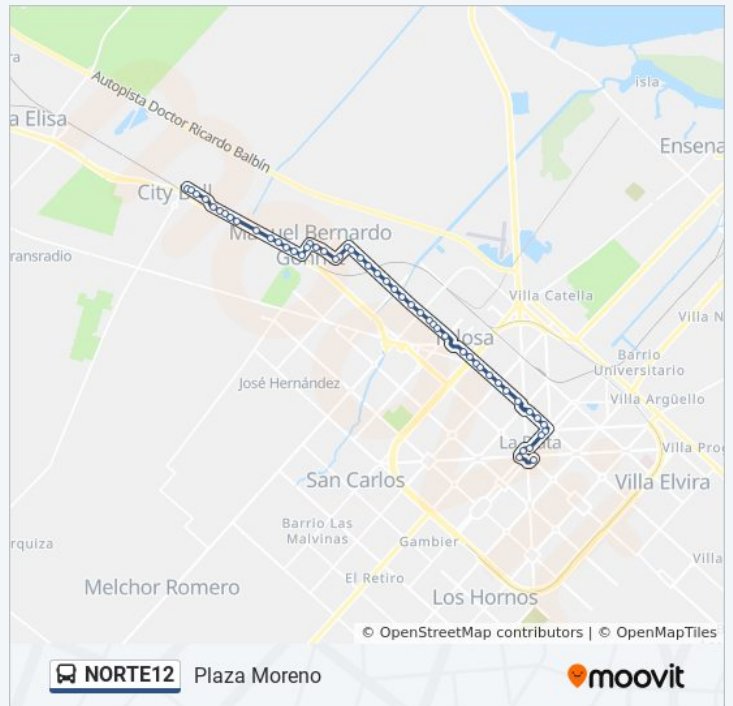 isla
Autopista Doctor Ricardo Balbín
a Elisa
Ensena
City Bell
Manuel Bernardo
Gonnet
ransradio
Villa Catella
Villa N
Tolosa
Barrio
Universitario
José Hernández
Villa Argüello
La Plata
Villa Pro
San Carlos
Villa Elvira
Barrio Las
Malvinas
Gambier
rquiza
Villa
El Retiro
Melchor Romero
Los Hornos
© OpenStreetMap contributors | © OpenMapTiles
NORTE12 Plaza Moreno
moovit